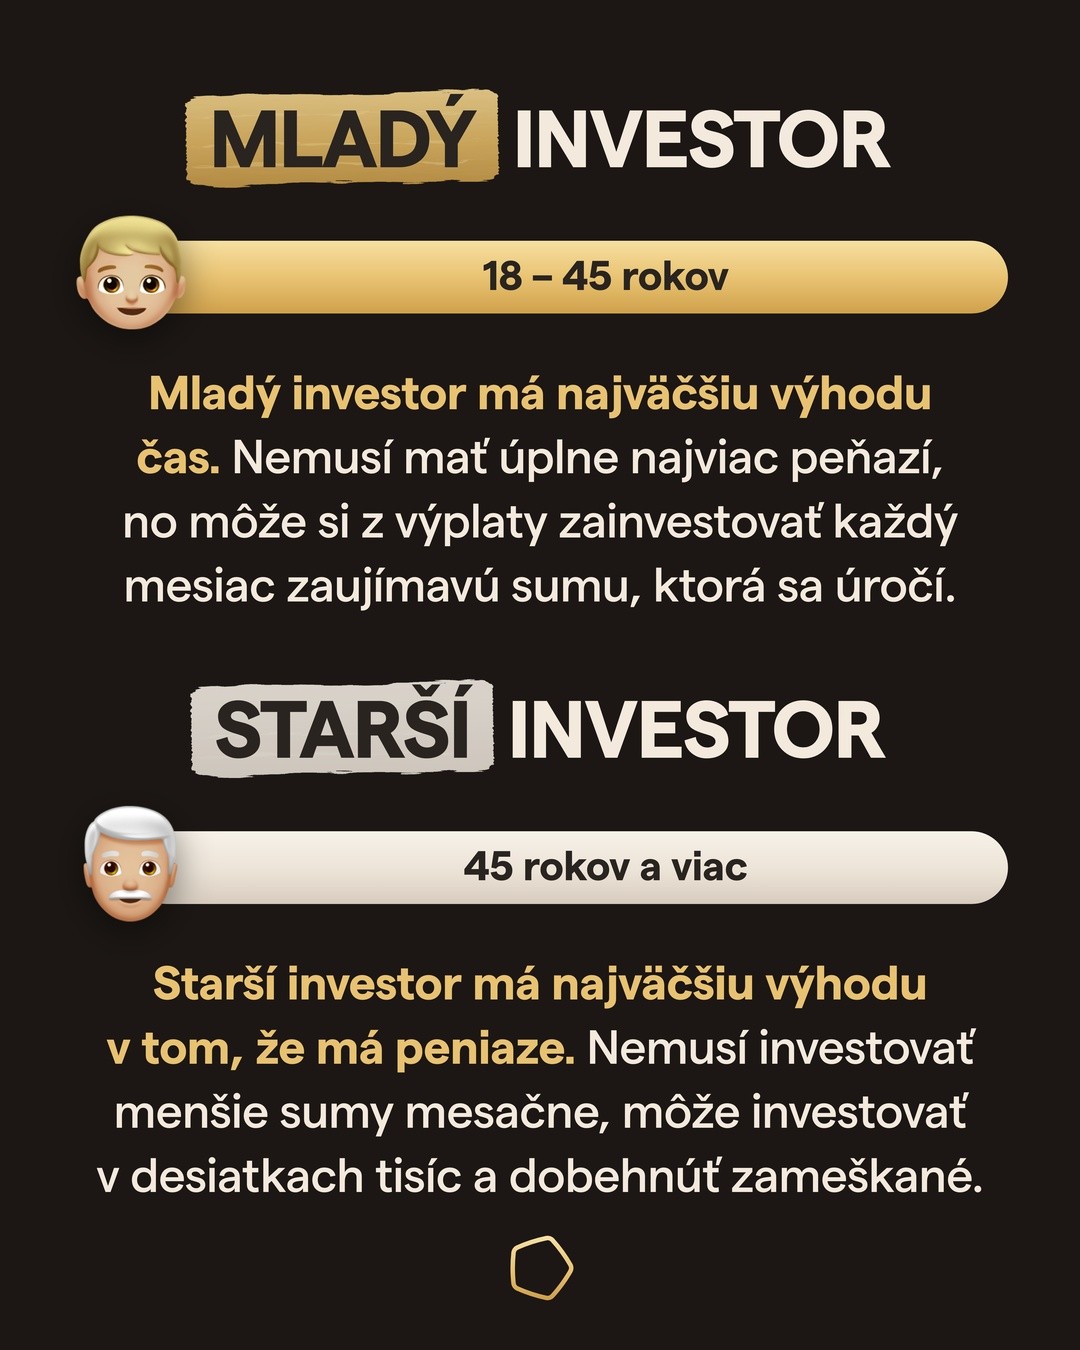 MLADÝ INVESTOR
18 – 45 rokov
Mladý investor má najväčšiu výhodu
čas. Nemusí mať úplne najviac peňazí,
no môže si z výplaty zainvestovať každý
mesiac zaujímavú sumu, ktorá sa úročí.
STARŠÍ INVESTOR
45 rokov a viac
Starší investor má najväčšiu výhodu
v tom, že má peniaze. Nemusí investovať
menšie sumy mesačne, môže investovať
v desiatkach tisíc a dobehnúť zameškané.